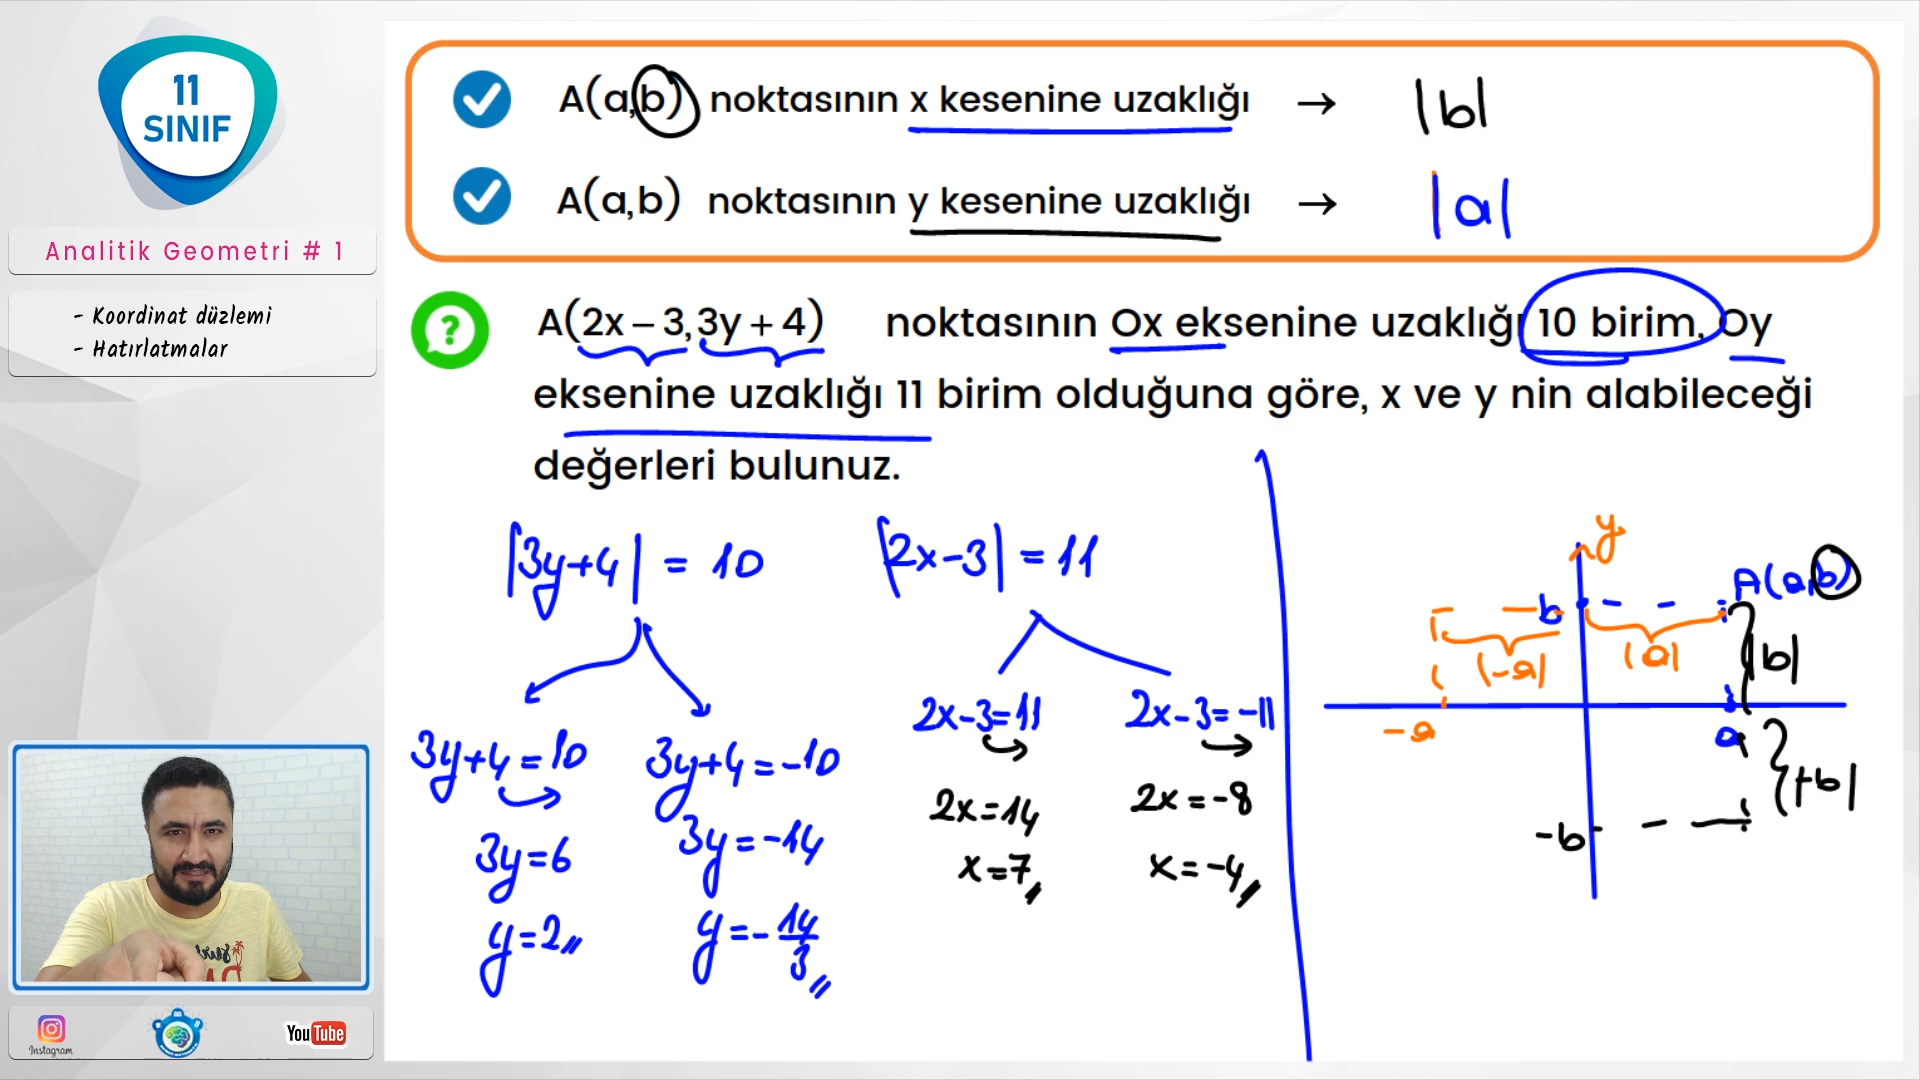 11
SINIF
Analitik Geometri # 1
- Koordinat düzlemi
- Hatırlatmalar
A(a,b) noktasının x kesenine uzaklığı → |b|
A(a,b) noktasının y kesenine uzaklığı → |a|
? A(2x – 3, 3y + 4) noktasının Ox eksenine uzaklığı 10 birim, Oy
eksenine uzaklığı 11 birim olduğuna göre, x ve y nin alabileceği
değerleri bulunuz.
|3y+4| = 10
3y+4=10
3y=6
y=2
3y+4=-10
3y=-14
y=-14/3
|2x-3| = 11
2x-3=11
2x=14
x=7
2x-3=-11
2x=-8
x=-4
y
A(a,b)
b
|-a| |a| |b|
-a a
|-b|
-b
Instagram
YouTube